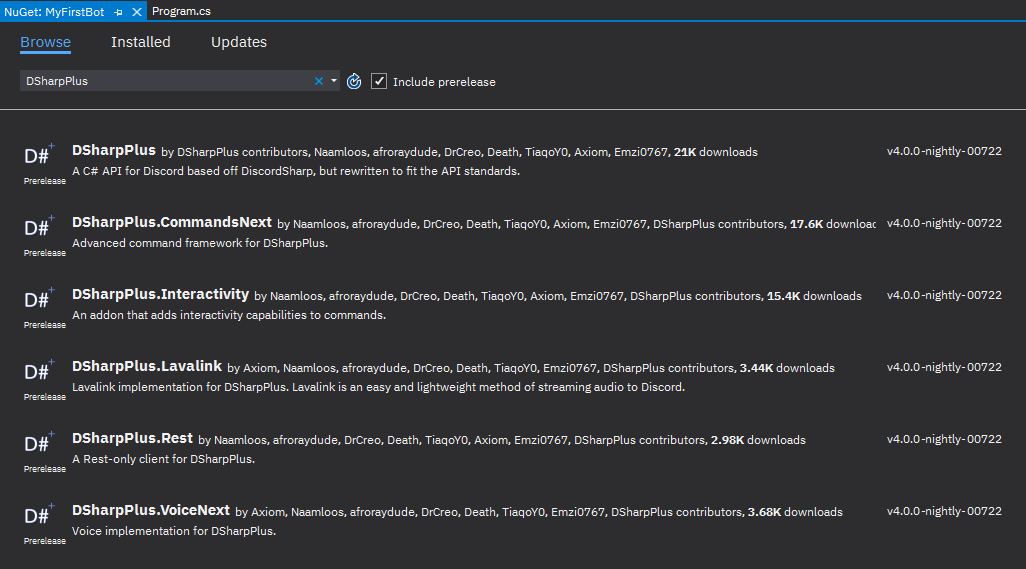 NuGet: MyFirstBot Program.cs
Browse Installed Updates
DSharpPlus Include prerelease
D#+ DSharpPlus by DSharpPlus contributors, Naamloos, afroraydude, DrCreo, Death, TiaqoY0, Axiom, Emzi0767, 21K downloads v4.0.0-nightly-00722
A C# API for Discord based off DiscordSharp, but rewritten to fit the API standards.
Prerelease
D#+ DSharpPlus.CommandsNext by Naamloos, afroraydude, DrCreo, Death, TiaqoY0, Axiom, Emzi0767, DSharpPlus contributors, 17.6K downloac v4.0.0-nightly-00722
Advanced command framework for DSharpPlus.
Prerelease
D#+ DSharpPlus.Interactivity by Naamloos, afroraydude, DrCreo, Death, TiaqoY0, Axiom, Emzi0767, DSharpPlus contributors, 15.4K downloads v4.0.0-nightly-00722
An addon that adds interactivity capabilities to commands.
Prerelease
D#+ DSharpPlus.Lavalink by Axiom, Naamloos, afroraydude, DrCreo, Death, TiaqoY0, Emzi0767, DSharpPlus contributors, 3.44K downloads v4.0.0-nightly-00722
Lavalink implementation for DSharpPlus. Lavalink is an easy and lightweight method of streaming audio to Discord.
Prerelease
D#+ DSharpPlus.Rest by Naamloos, afroraydude, DrCreo, Death, TiaqoY0, Axiom, Emzi0767, DSharpPlus contributors, 2.98K downloads v4.0.0-nightly-00722
A Rest-only client for DSharpPlus.
Prerelease
D#+ DSharpPlus.VoiceNext by Axiom, Naamloos, afroraydude, DrCreo, Death, TiaqoY0, Emzi0767, DSharpPlus contributors, 3.68K downloads v4.0.0-nightly-00722
Voice implementation for DSharpPlus.
Prerelease